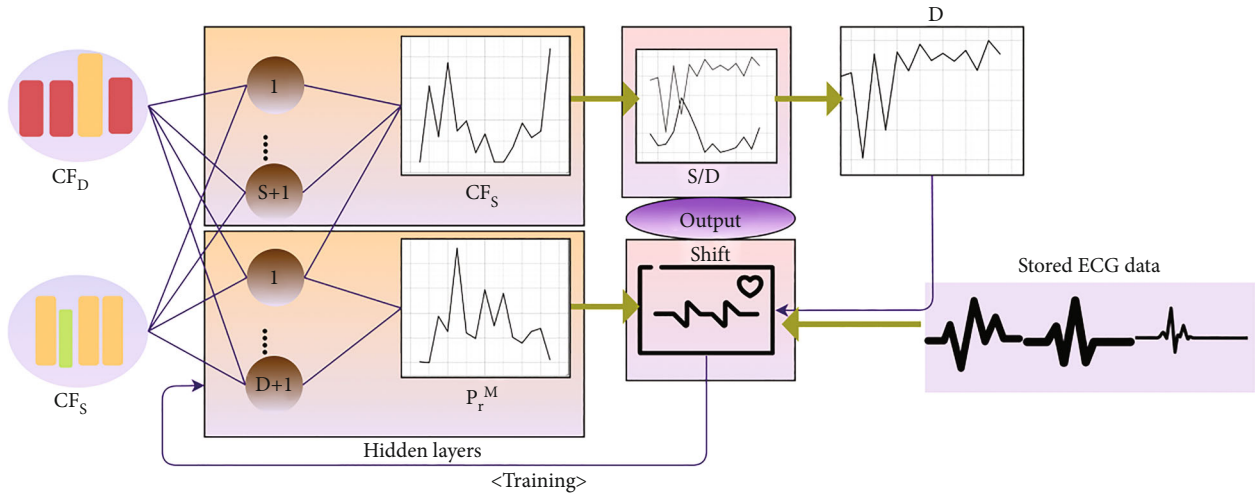 CF_D
CF_S
1
S+1
1
D+1
CF_S
P_r^M
Hidden layers
<Training>
S/D
Output
Shift
D
Stored ECG data